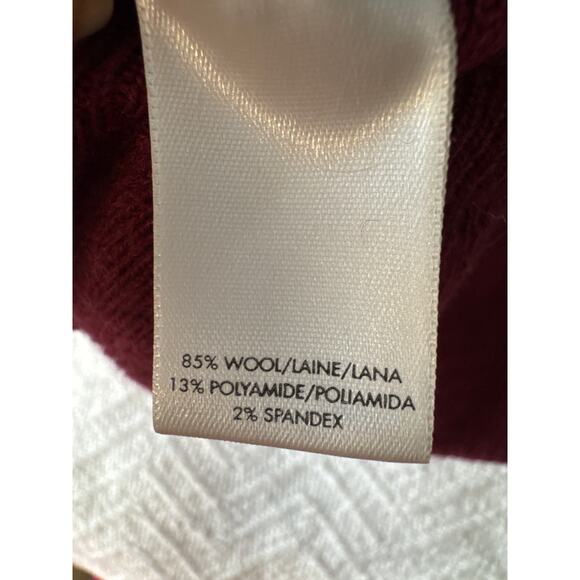 85% WOOL/LAINE/LANA
13% POLYAMIDE/POLIAMIDA
2% SPANDEX